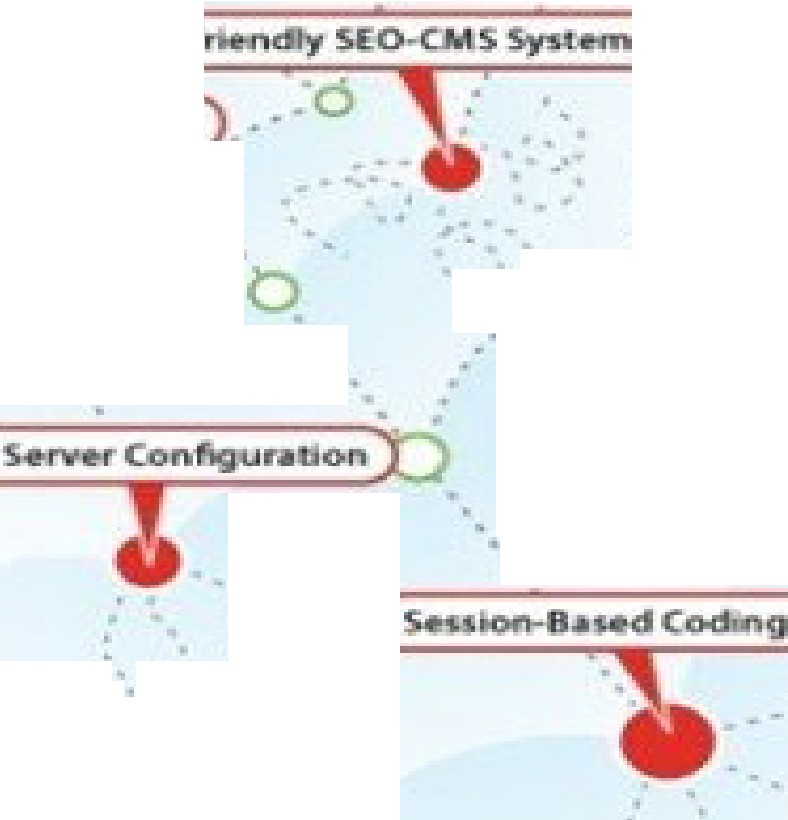 riendly SEO-CMS System
Server Configuration
Session-Based Coding